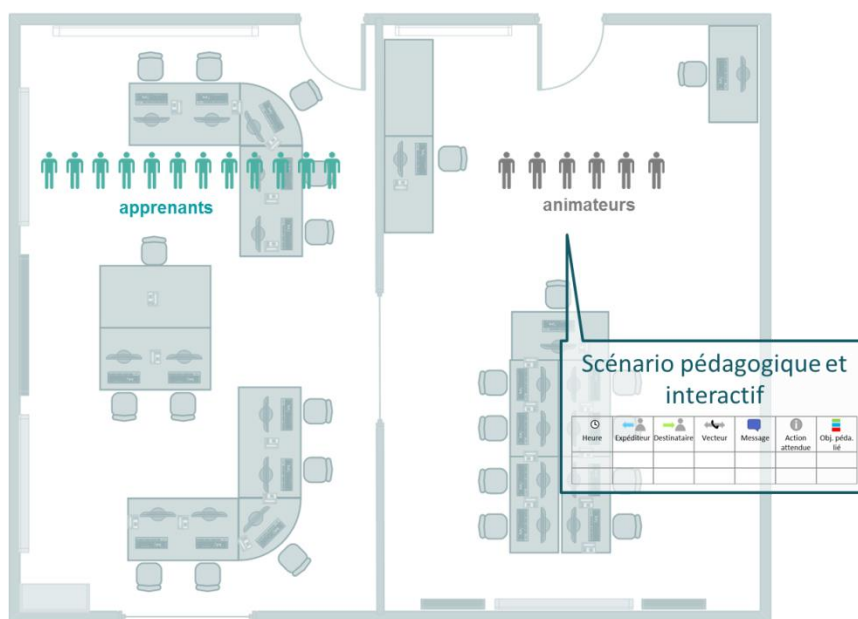 apprenants
animateurs
Scénario pédagogique et
interactif
Heure
Expéditeur
Destinataire
Vecteur
Message
Action
attendue
Obj. péda.
lié